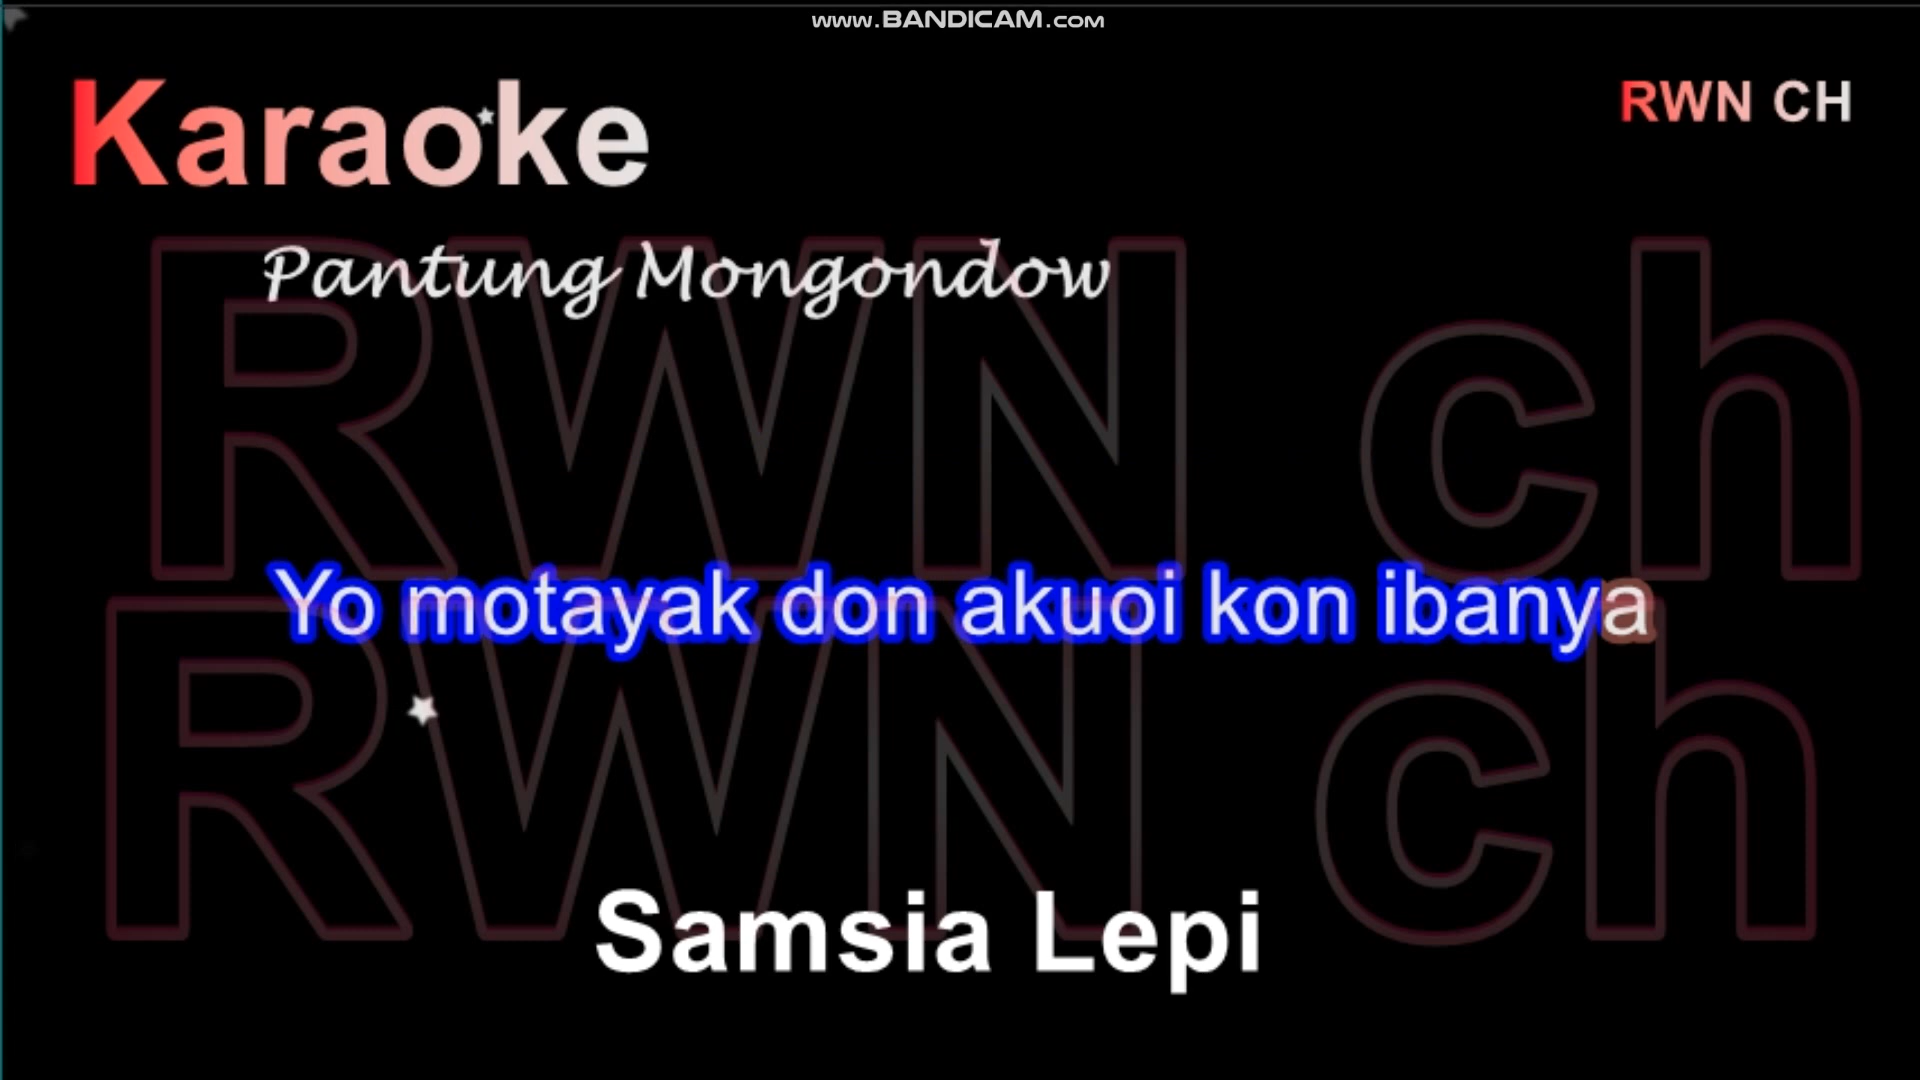 www.BANDICAM.com
Karaoke
RWN CH
Pantung Mongondow
RWN ch
Yo motayak don akuoi kon ibanya
RWN ch
Samsia Lepi